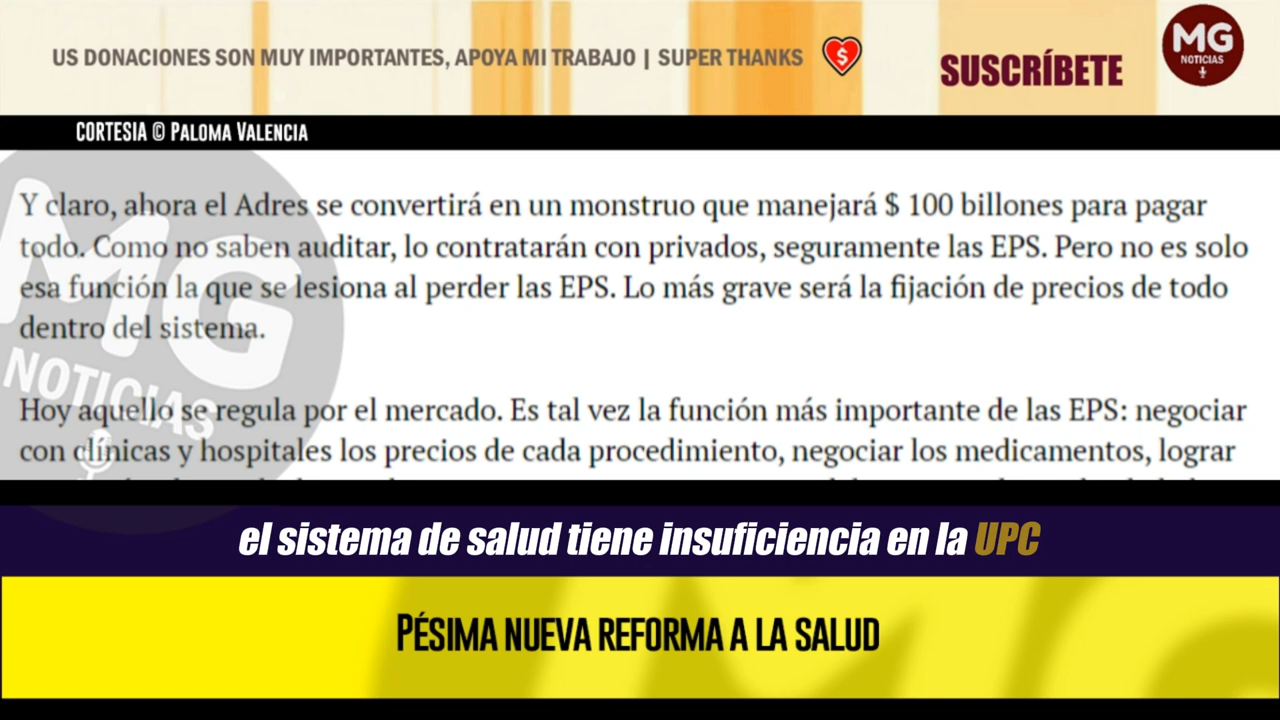 US DONACIONES SON MUY IMPORTANTES, APOYA MI TRABAJO | SUPER THANKS
$
SUSCRÍBETE
MG
NOTICIAS
CORTESIA © PALOMA VALENCIA
Y claro, ahora el Adres se convertirá en un monstruo que manejará $ 100 billones para pagar
todo. Como no saben auditar, lo contratarán con privados, seguramente las EPS. Pero no es solo
esa función la que se lesiona al perder las EPS. Lo más grave será la fijación de precios de todo
dentro del sistema.
MG
NOTICIAS
Hoy aquello se regula por el mercado. Es tal vez la función más importante de las EPS: negociar
con clínicas y hospitales los precios de cada procedimiento, negociar los medicamentos, lograr
el sistema de salud tiene insuficiencia en la UPC
PÉSIMA NUEVA REFORMA A LA SALUD